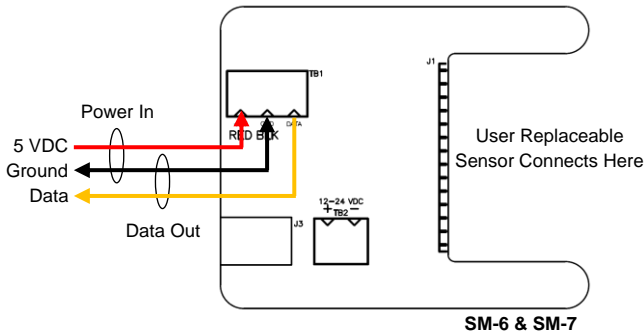 TB1
J1
GND DATA
RED BLK
Power In
5 VDC
Ground
Data
Data Out
User Replaceable
Sensor Connects Here
12-24 VDC
+ TB2 -
J3
SM-6 & SM-7